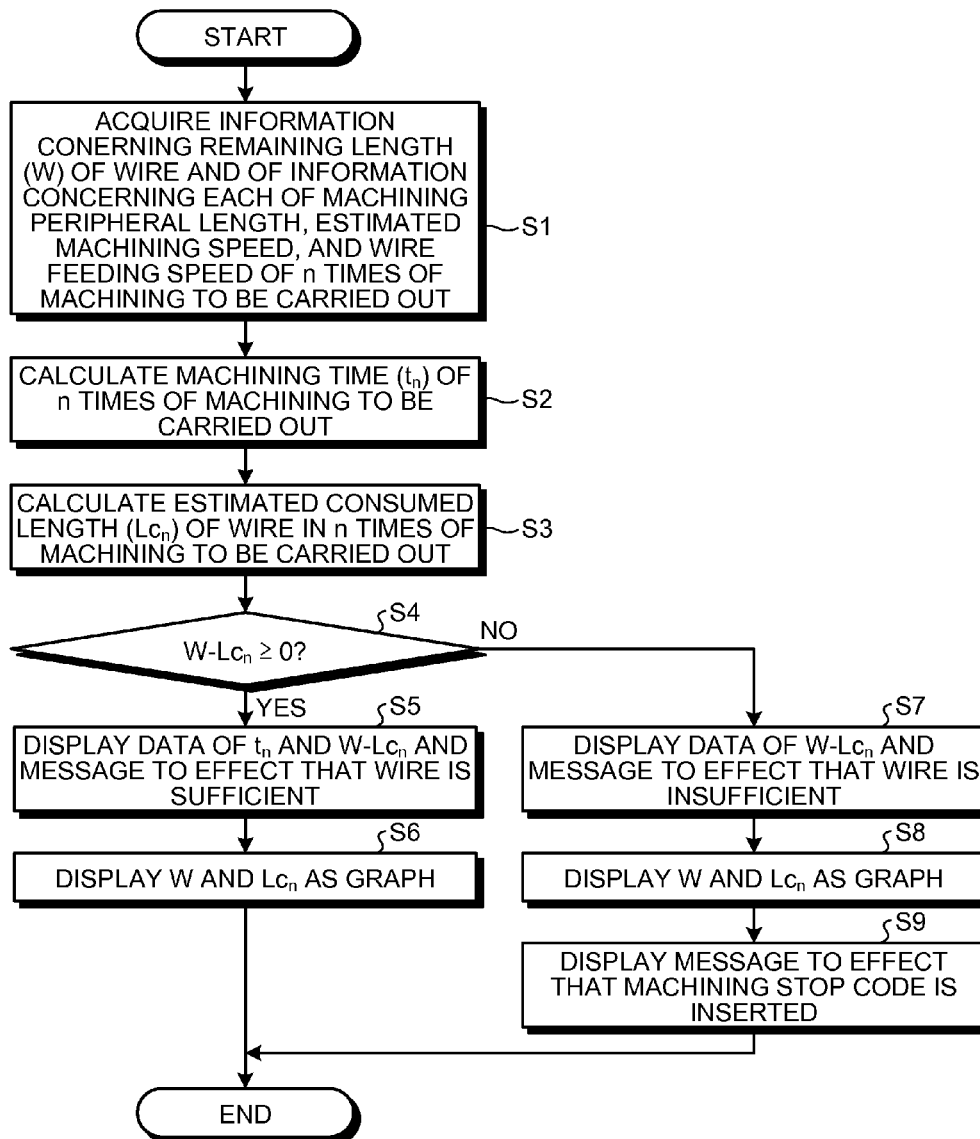 START
ACQUIRE INFORMATION
CONERNING REMAINING LENGTH
(W) OF WIRE AND OF INFORMATION
CONCERNING EACH OF MACHINING
PERIPHERAL LENGTH, ESTIMATED
MACHINING SPEED, AND WIRE
FEEDING SPEED OF n TIMES OF
MACHINING TO BE CARRIED OUT
S1
CALCULATE MACHINING TIME (tn) OF
n TIMES OF MACHINING TO BE
CARRIED OUT
S2
CALCULATE ESTIMATED CONSUMED
LENGTH (Lcn) OF WIRE IN n TIMES OF
MACHINING TO BE CARRIED OUT
S3
S4
W-Lcn ≥ 0?
NO
YES
S5
DISPLAY DATA OF tn AND W-Lcn AND
MESSAGE TO EFFECT THAT WIRE IS
SUFFICIENT
S6
DISPLAY W AND Lcn AS GRAPH
S7
DISPLAY DATA OF W-Lcn AND
MESSAGE TO EFFECT THAT WIRE IS
INSUFFICIENT
S8
DISPLAY W AND Lcn AS GRAPH
S9
DISPLAY MESSAGE TO EFFECT
THAT MACHINING STOP CODE IS
INSERTED
END